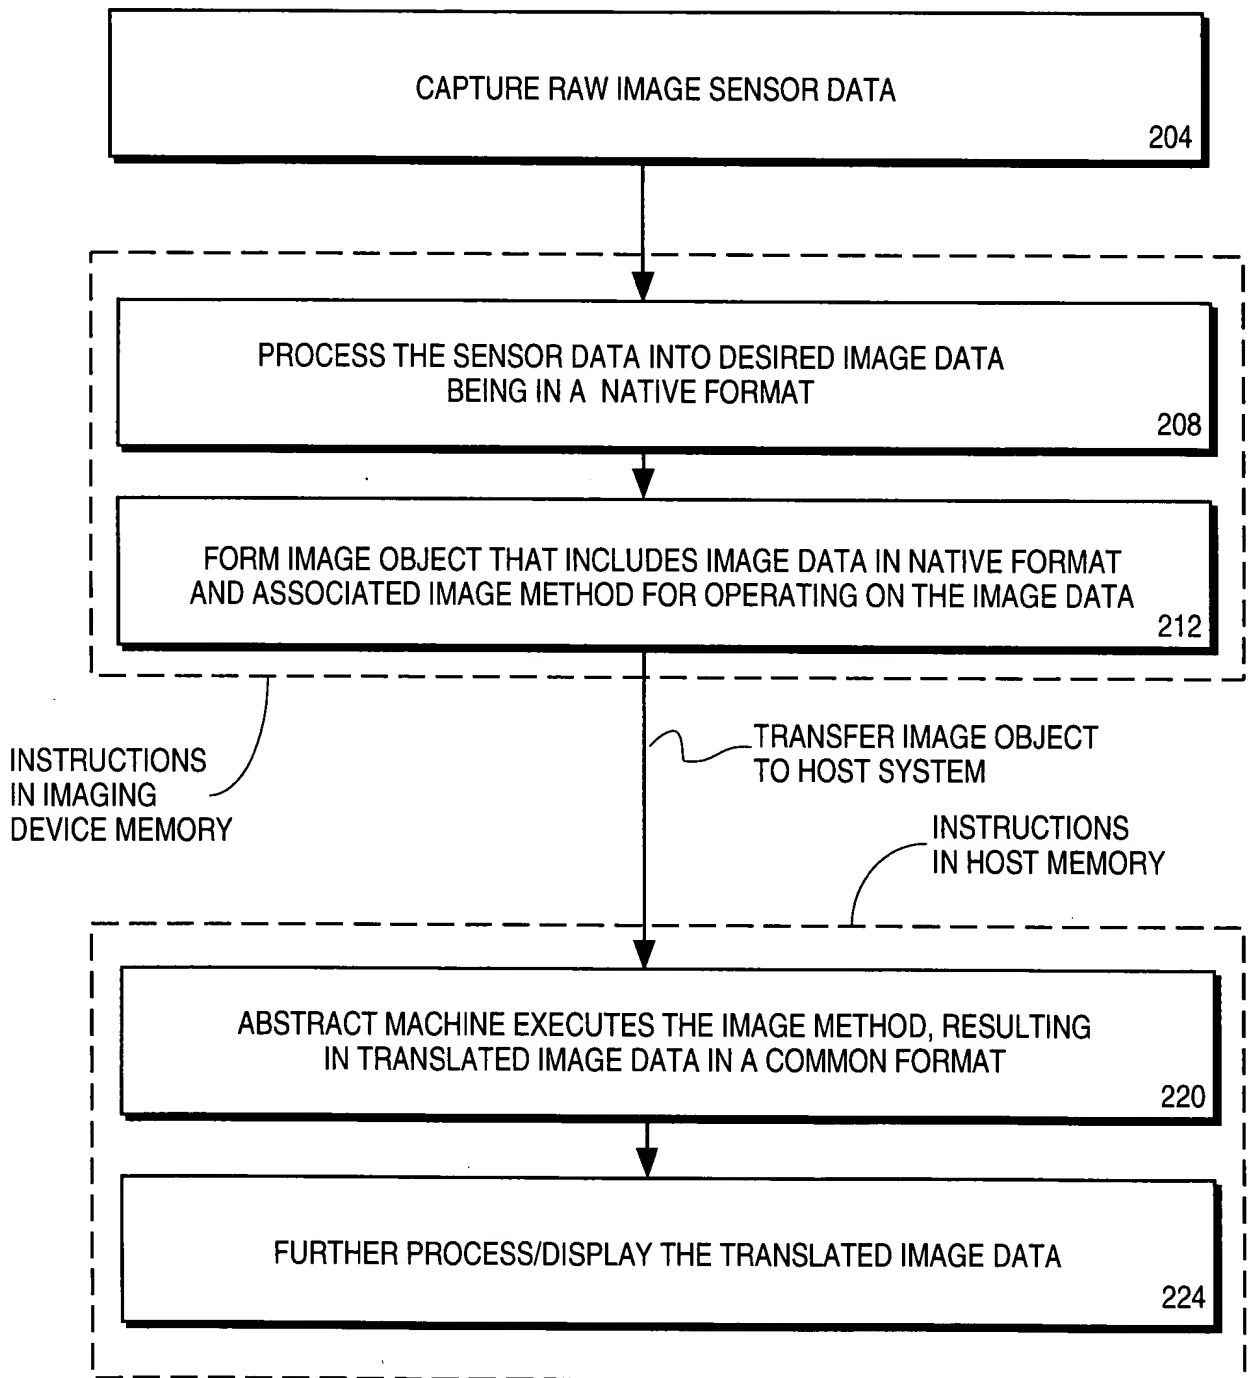 CAPTURE RAW IMAGE SENSOR DATA
204
PROCESS THE SENSOR DATA INTO DESIRED IMAGE DATA
BEING IN A NATIVE FORMAT
208
FORM IMAGE OBJECT THAT INCLUDES IMAGE DATA IN NATIVE FORMAT
AND ASSOCIATED IMAGE METHOD FOR OPERATING ON THE IMAGE DATA
212
INSTRUCTIONS
IN IMAGING
DEVICE MEMORY
TRANSFER IMAGE OBJECT
TO HOST SYSTEM
INSTRUCTIONS
IN HOST MEMORY
ABSTRACT MACHINE EXECUTES THE IMAGE METHOD, RESULTING
IN TRANSLATED IMAGE DATA IN A COMMON FORMAT
220
FURTHER PROCESS/DISPLAY THE TRANSLATED IMAGE DATA
224